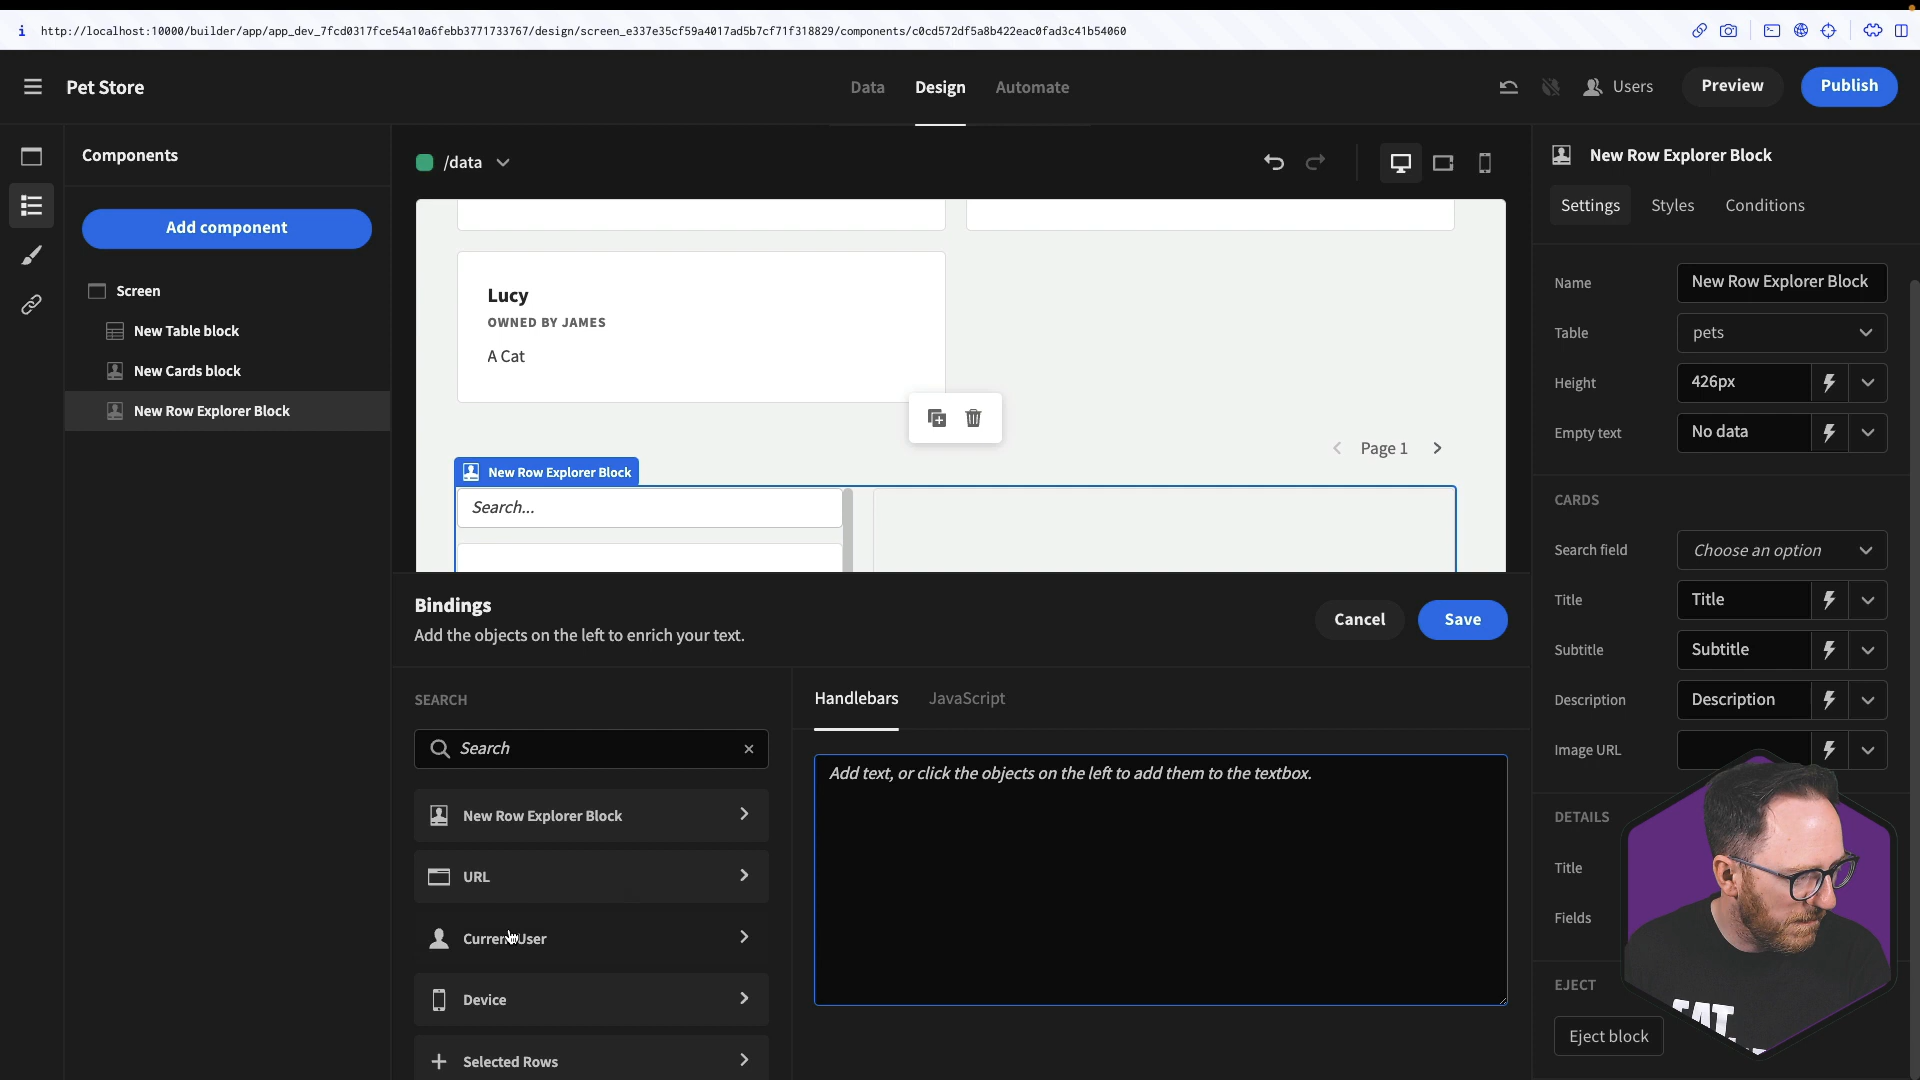 http://localhost:10000/builder/app/app_dev_7fcd0317fce54a10a6febb3771733767/design/screen_e337e35cf59a4017ad5b7cf71f318829/components/c0cd572df5a8b422eac0fad3c41b54060
Pet Store
Data
Design
Automate
Users
Preview
Publish
Components
Add component
Screen
New Table block
New Cards block
New Row Explorer Block
/data
Lucy
OWNED BY JAMES
A Cat
Page 1
New Row Explorer Block
Search...
Bindings
Add the objects on the left to enrich your text.
Cancel
Save
SEARCH
Search
New Row Explorer Block
URL
Current User
Device
Selected Rows
Handlebars
JavaScript
Add text, or click the objects on the left to add them to the textbox.
New Row Explorer Block
Settings
Styles
Conditions
Name
New Row Explorer Block
Table
pets
Height
426px
Empty text
No data
CARDS
Search field
Choose an option
Title
Title
Subtitle
Subtitle
Description
Description
Image URL
DETAILS
Title
Fields
EJECT
Eject block